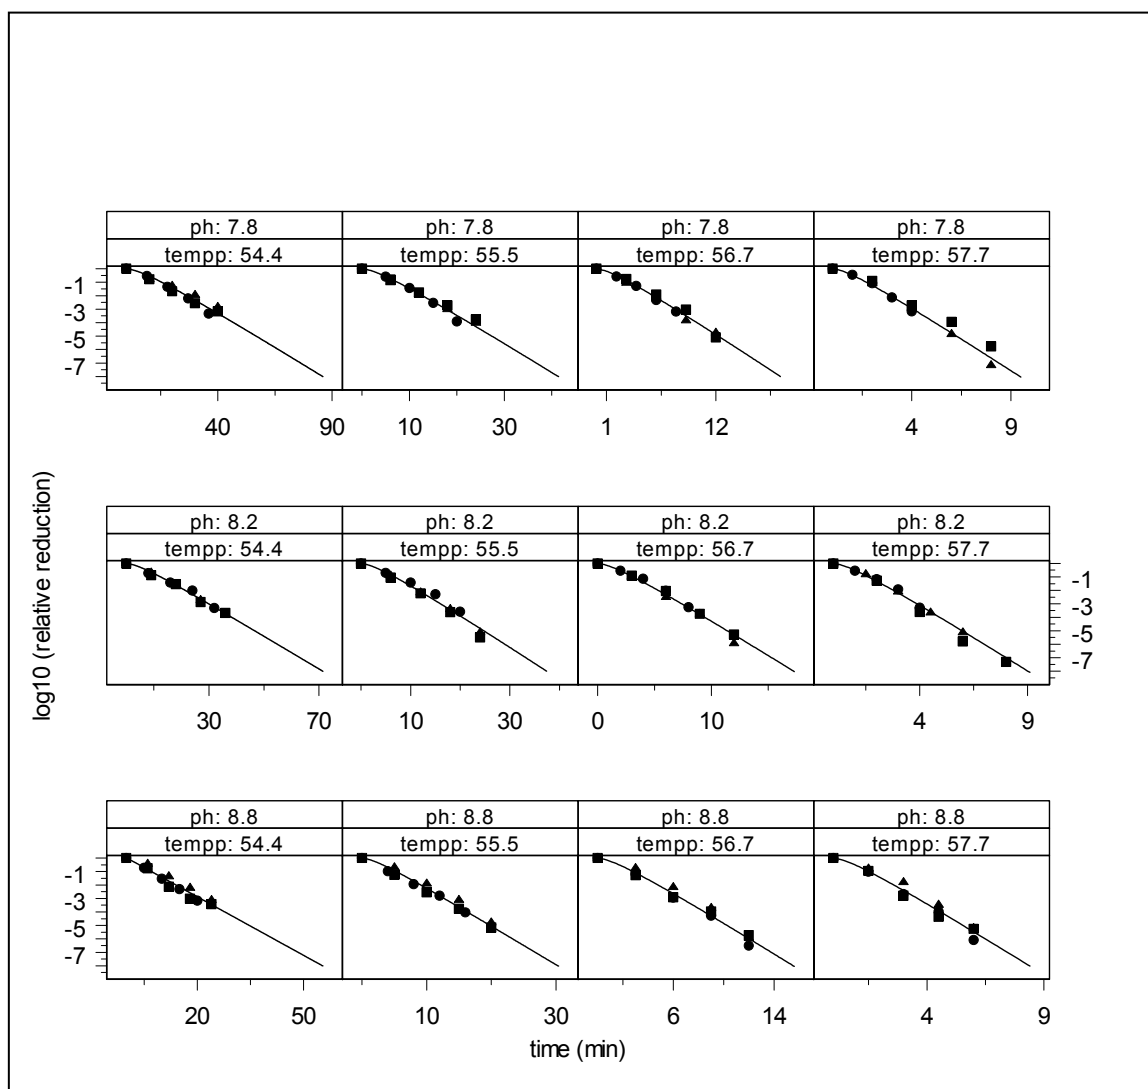 ph: 7.8 ph: 7.8 ph: 7.8 ph: 7.8
tempp: 54.4 tempp: 55.5 tempp: 56.7 tempp: 57.7
-1
-3
-5
-7
40 90 10 30 1 12 4 9
log10 (relative reduction)
ph: 8.2 ph: 8.2 ph: 8.2 ph: 8.2
tempp: 54.4 tempp: 55.5 tempp: 56.7 tempp: 57.7
-1
-3
-5
-7
30 70 10 30 0 10 4 9
ph: 8.8 ph: 8.8 ph: 8.8 ph: 8.8
tempp: 54.4 tempp: 55.5 tempp: 56.7 tempp: 57.7
-1
-3
-5
-7
20 50 10 30 6 14 4 9
time (min)